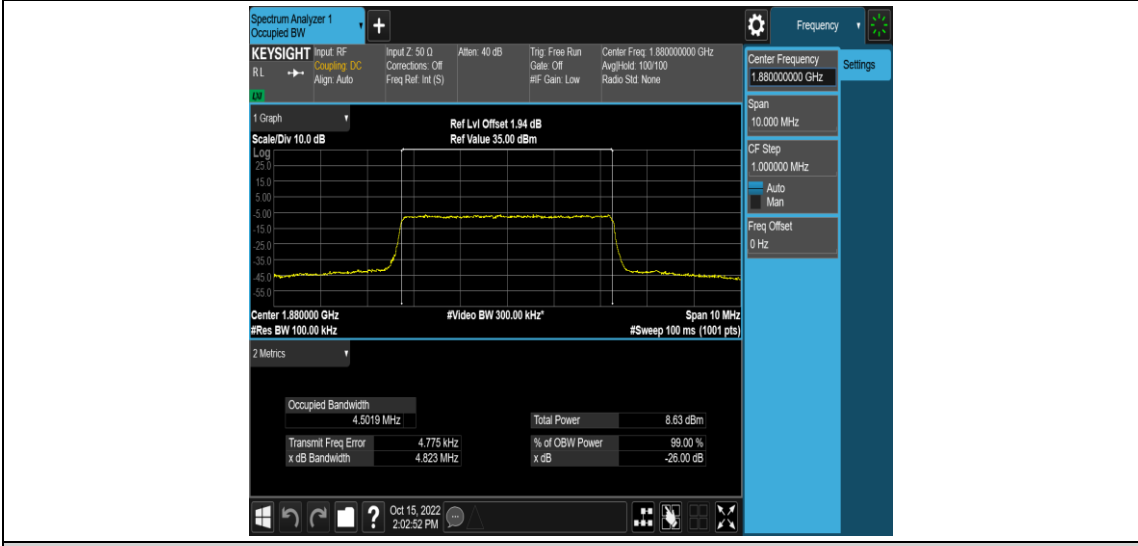 Spectrum Analyzer 1
Occupied BW
Frequency
KEYSIGHT
RL
Input: RF
Coupling: DC
Align: Auto
Input Z: 50 Ω
Corrections: Off
Freq Ref: Int (S)
Atten: 40 dB
Trig: Free Run
Gate: Off
#IF Gain: Low
Center Freq: 1.880000000 GHz
Avg|Hold: 100/100
Radio Std: None
Center Frequency
1.880000000 GHz
Settings
Span
10.000 MHz
CF Step
1.000000 MHz
Auto
Man
Freq Offset
0 Hz
1 Graph
Scale/Div 10.0 dB
Ref Lvl Offset 1.94 dB
Ref Value 35.00 dBm
Log
25.0
15.0
5.00
-5.00
-15.0
-25.0
-35.0
-45.0
-55.0
Center 1.880000 GHz
#Res BW 100.00 kHz
#Video BW 300.00 kHz*
Span 10 MHz
#Sweep 100 ms (1001 pts)
2 Metrics
Occupied Bandwidth
4.5019 MHz
Total Power 8.63 dBm
Transmit Freq Error 4.775 kHz
% of OBW Power 99.00 %
x dB Bandwidth 4.823 MHz
x dB -26.00 dB
Oct 15, 2022
2:02:52 PM